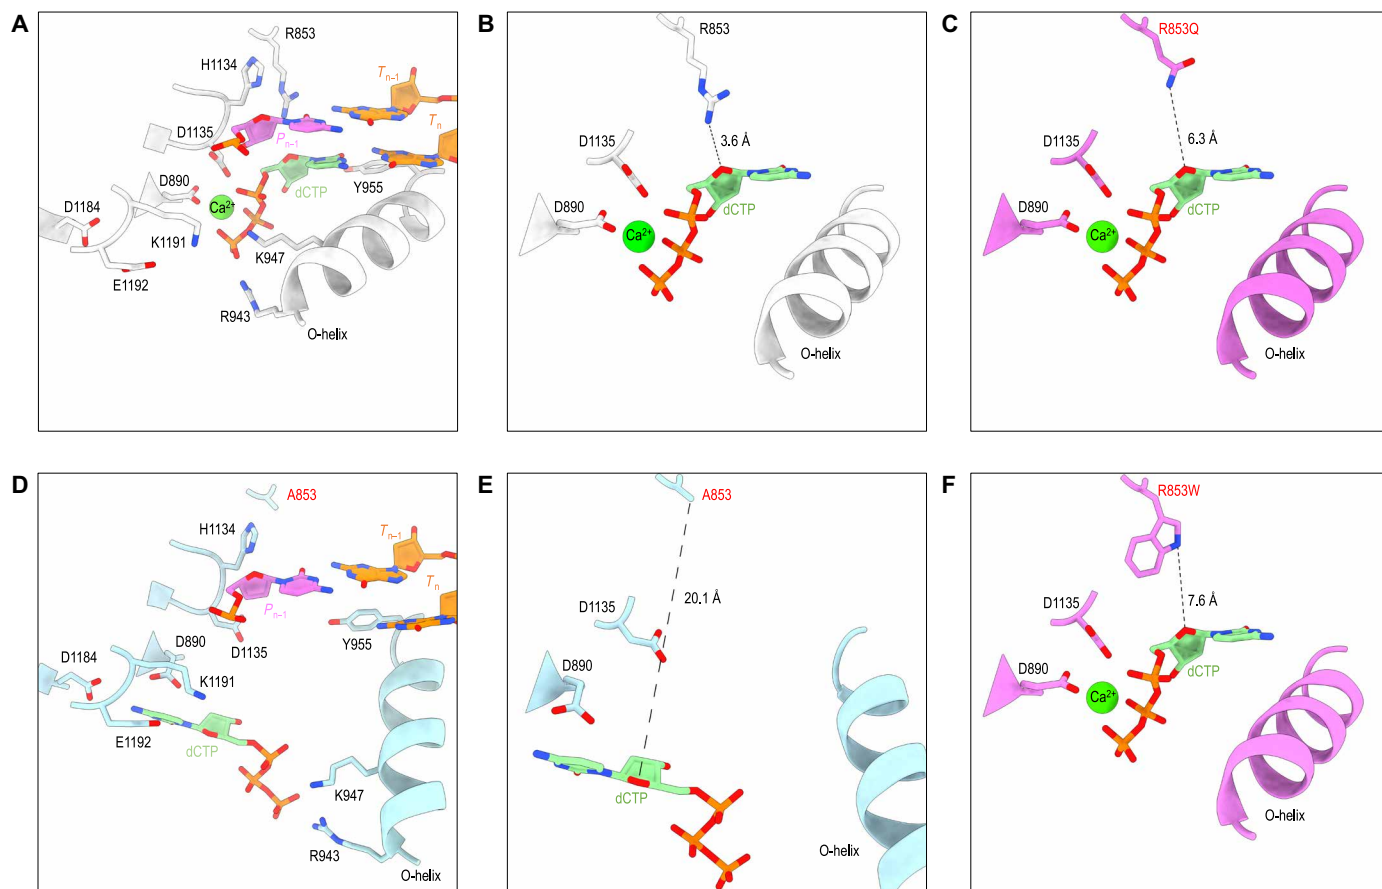 A
R853
H1134
Tn−1
Tn
D1135
Pn−1
D890
dCTP
Y955
D1184
Ca2+
K1191
K947
E1192
R943
O-helix
B
R853
D1135
3.6 Å
D890
dCTP
Ca2+
O-helix
C
R853Q
D1135
6.3 Å
D890
dCTP
Ca2+
O-helix
D
A853
H1134
Tn−1
Tn
Pn−1
D890
D1135
Y955
D1184
K1191
E1192
dCTP
K947
R943
O-helix
E
A853
20.1 Å
D1135
D890
dCTP
O-helix
F
R853W
D1135
7.6 Å
D890
dCTP
Ca2+
O-helix